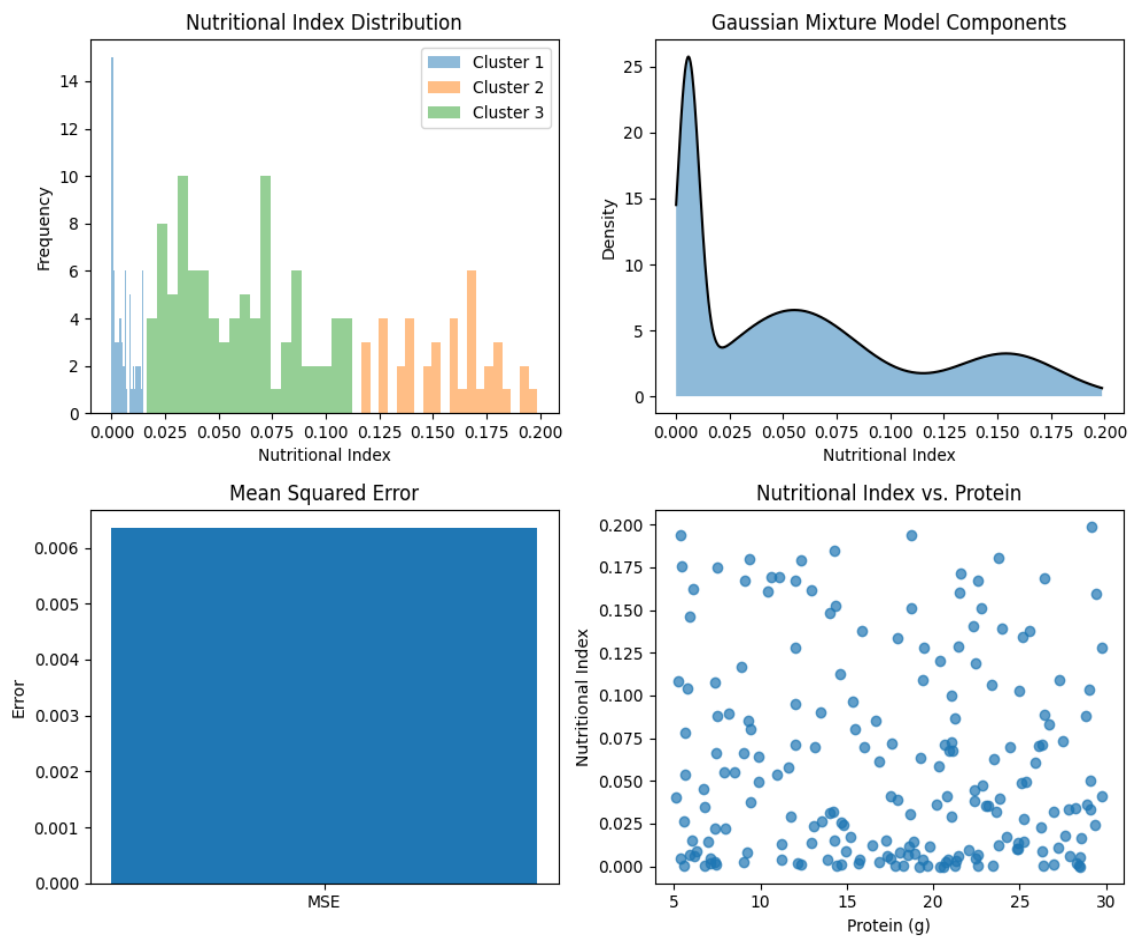 Nutritional Index Distribution
Cluster 1
Cluster 2
Cluster 3
14
12
10
8
6
4
2
0
Frequency
0.000 0.025 0.050 0.075 0.100 0.125 0.150 0.175 0.200
Nutritional Index
Gaussian Mixture Model Components
25
20
15
10
5
0
Density
0.000 0.025 0.050 0.075 0.100 0.125 0.150 0.175 0.200
Nutritional Index
Mean Squared Error
0.006
0.005
0.004
0.003
0.002
0.001
0.000
Error
MSE
Nutritional Index vs. Protein
0.200
0.175
0.150
0.125
0.100
0.075
0.050
0.025
0.000
Nutritional Index
5 10 15 20 25 30
Protein (g)